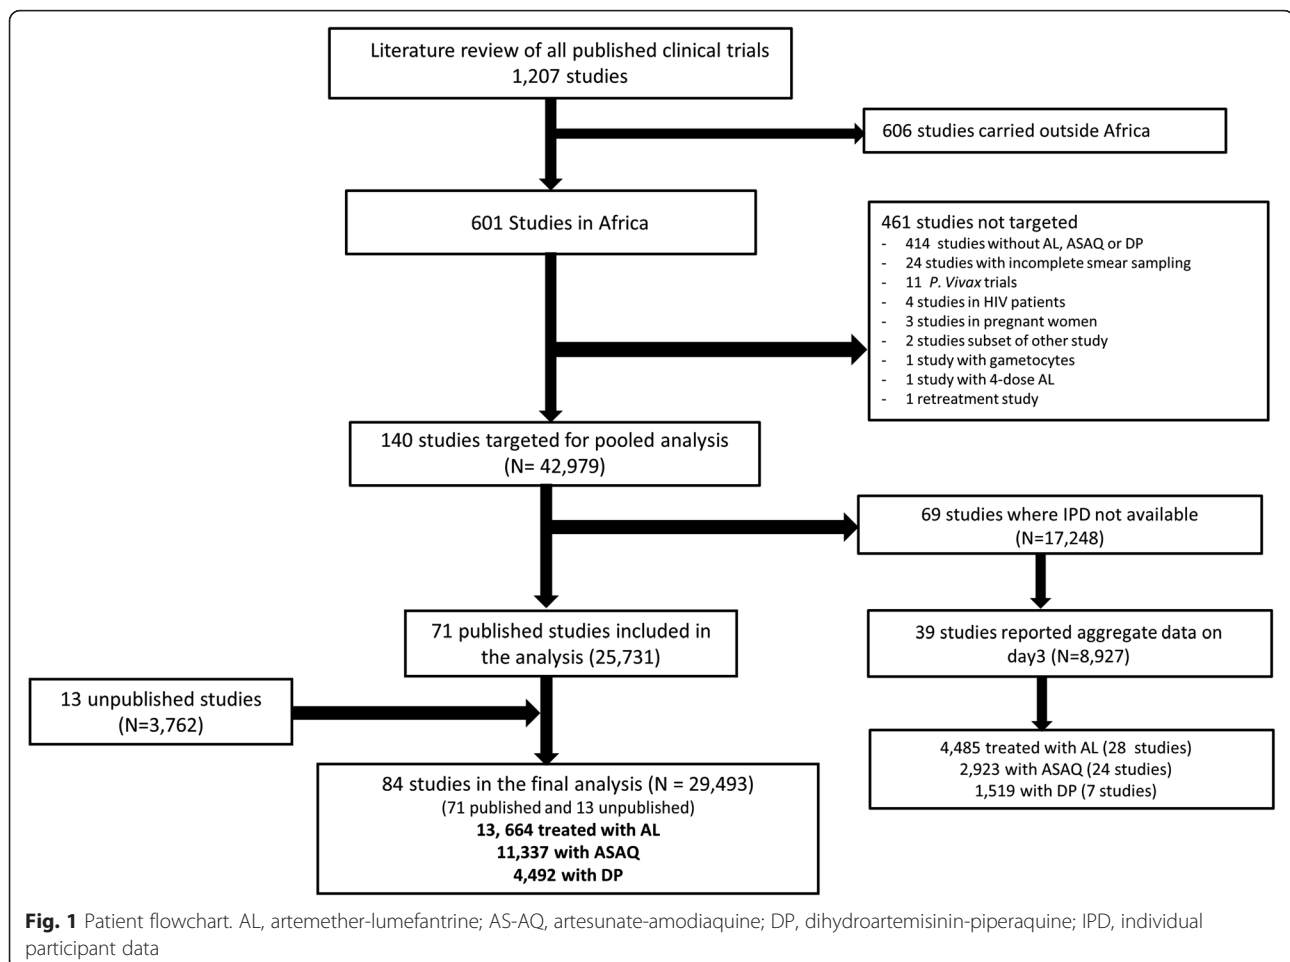 Literature review of all published clinical trials
1,207 studies
606 studies carried outside Africa
601 Studies in Africa
461 studies not targeted
- 414 studies without AL, ASAQ or DP
- 24 studies with incomplete smear sampling
- 11 P. Vivax trials
- 4 studies in HIV patients
- 3 studies in pregnant women
- 2 studies subset of other study
- 1 study with gametocytes
- 1 study with 4-dose AL
- 1 retreatment study
140 studies targeted for pooled analysis
(N= 42,979)
69 studies where IPD not available
(N=17,248)
71 published studies included in
the analysis (25,731)
39 studies reported aggregate data on
day3 (N=8,927)
13 unpublished studies
(N=3,762)
4,485 treated with AL (28 studies)
2,923 with ASAQ (24 studies)
1,519 with DP (7 studies)
84 studies in the final analysis (N = 29,493)
(71 published and 13 unpublished)
13, 664 treated with AL
11,337 with ASAQ
4,492 with DP
Fig. 1 Patient flowchart. AL, artemether-lumefantrine; AS-AQ, artesunate-amodiaquine; DP, dihydroartemisinin-piperaquine; IPD, individual
participant data